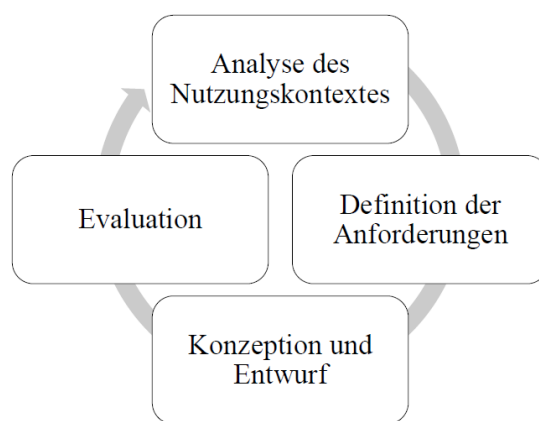 Analyse des
Nutzungskontextes
Definition der
Anforderungen
Konzeption und
Entwurf
Evaluation